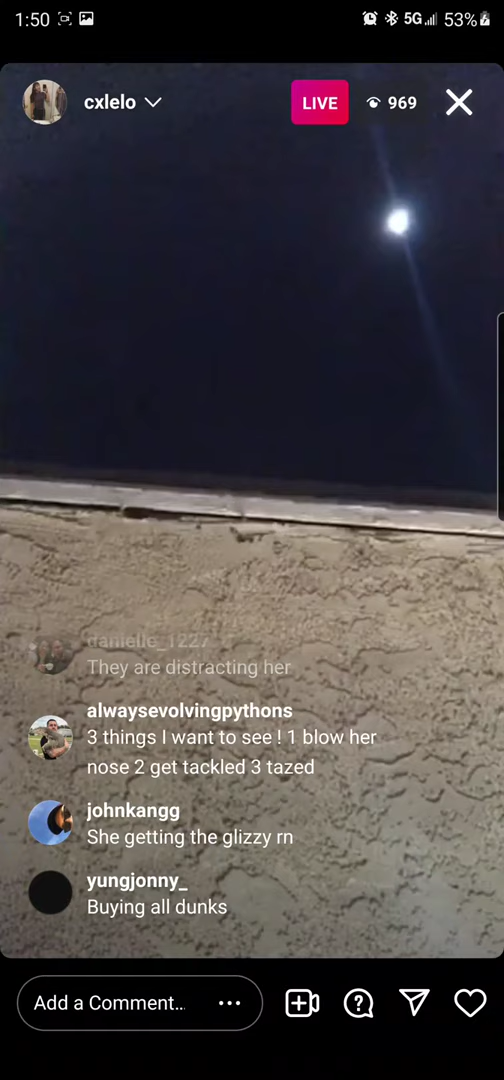 1:50
5G 53%
cxlelo
LIVE
969
danielle_1227
They are distracting her
alwaysevolvingpythons
3 things I want to see ! 1 blow her
nose 2 get tackled 3 tazed
johnkangg
She getting the glizzy rn
yungjonny_
Buying all dunks
Add a Comment...